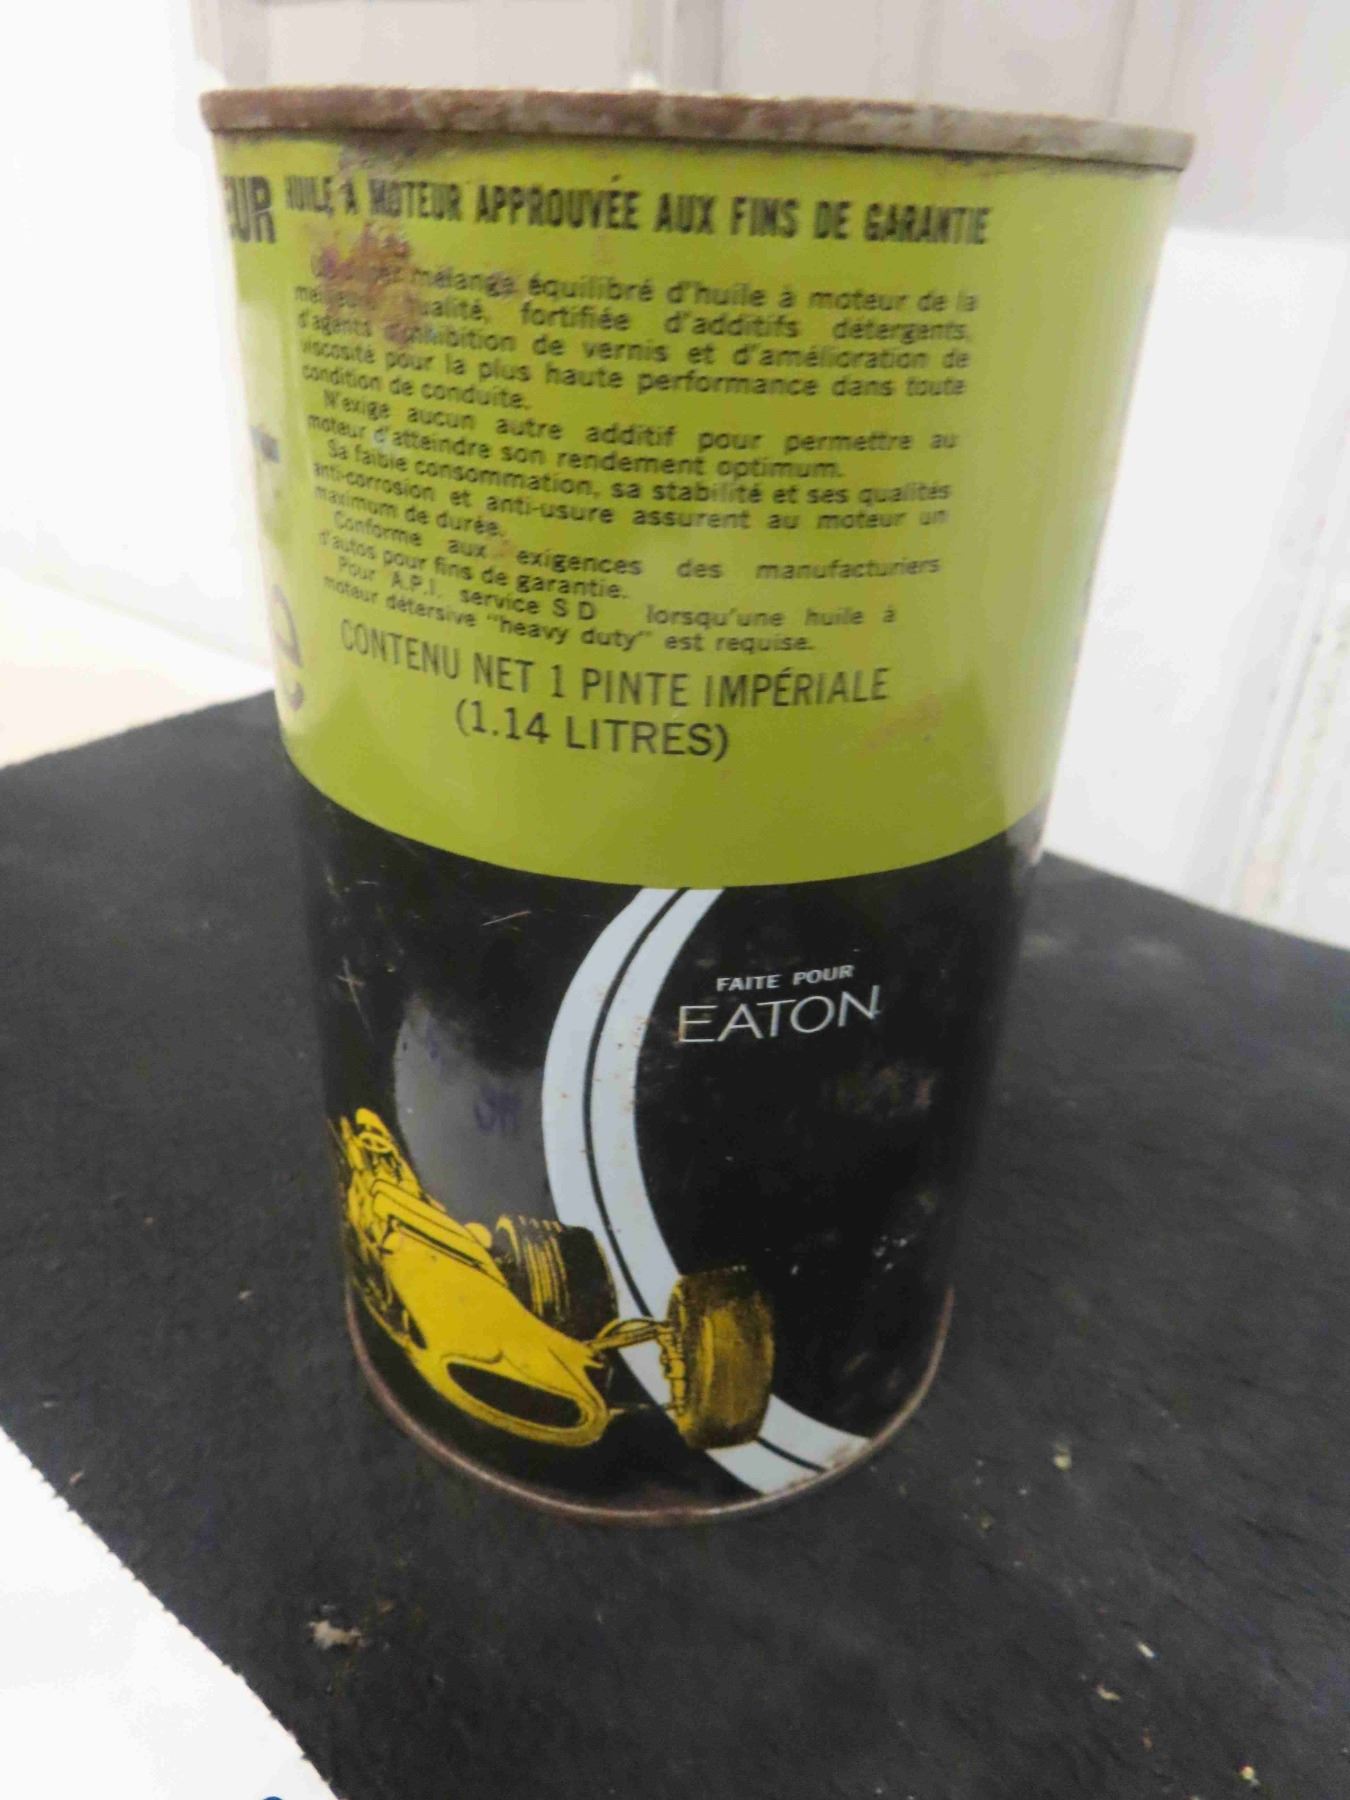 EUR HUILE A MOTEUR APPROUVÉE AUX FINS DE GARANTIE
mélange équilibré d'huile à moteur de la
qualité, fortifiée d'additifs détergents,
d'agents d'inhibition de vernis et d'amélioration de
viscosité pour la plus haute performance dans toute
condition de conduite.
N'exige aucun autre additif pour permettre au
moteur d'atteindre son rendement optimum.
Sa faible consommation, sa stabilité et ses qualités
anti-corrosion et anti-usure assurent au moteur un
maximum de durée.
Conforme aux exigences des manufacturiers
d'autos pour fins de garantie.
Pour A.P.I. service S D lorsqu'une huile à
moteur détersive "heavy duty" est requise.
CONTENU NET 1 PINTE IMPÉRIALE
(1.14 LITRES)
FAITE POUR
EATON